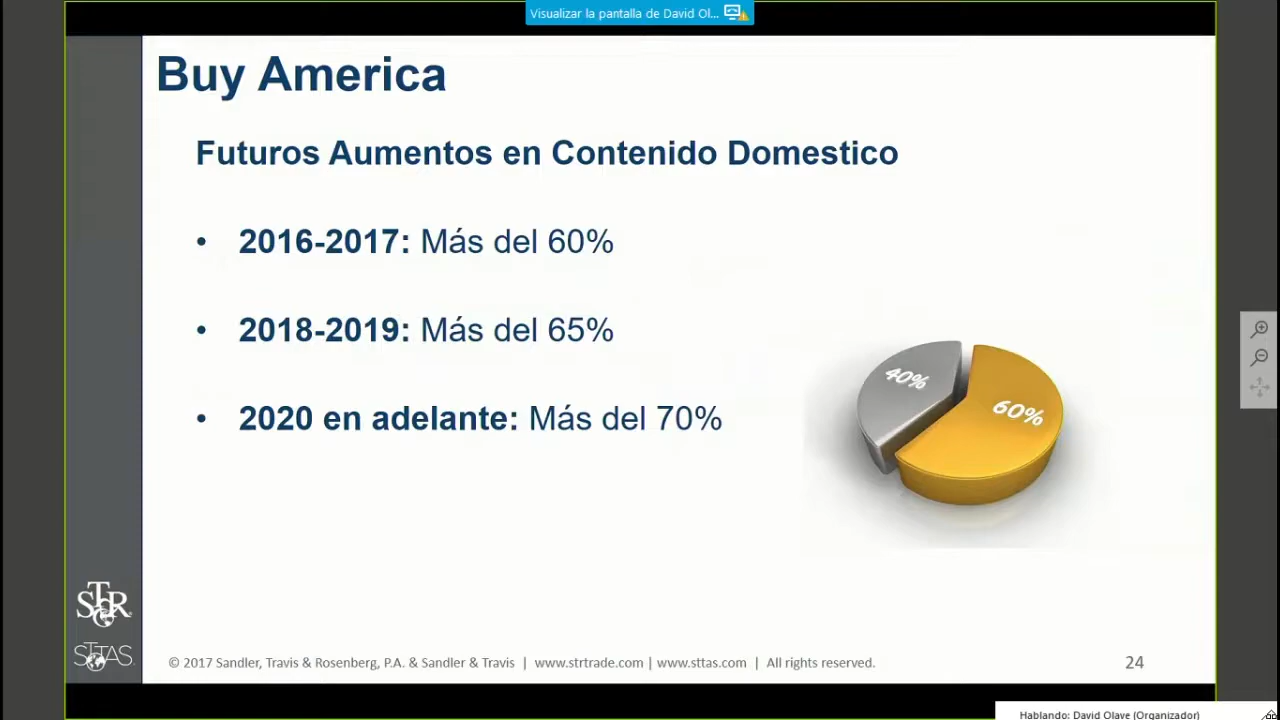 Visualizar la pantalla de David Ol...
Buy America
Futuros Aumentos en Contenido Domestico
• 2016-2017: Más del 60%
• 2018-2019: Más del 65%
• 2020 en adelante: Más del 70%
40%
60%
STR
STTAS
© 2017 Sandler, Travis & Rosenberg, P.A. & Sandler & Travis | www.strtrade.com | www.sttas.com | All rights reserved.
24
Hablando: David Olave (Organizador)